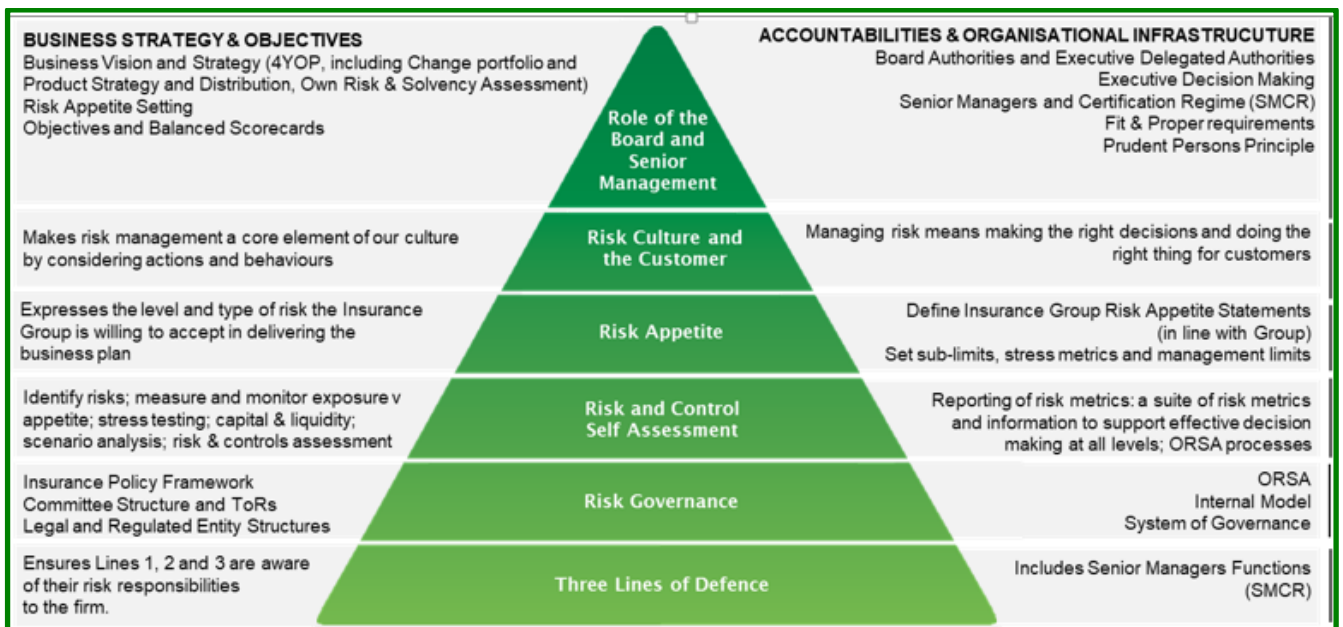 BUSINESS STRATEGY & OBJECTIVES
Business Vision and Strategy (4YOP, including Change portfolio and
Product Strategy and Distribution, Own Risk & Solvency Assessment)
Risk Appetite Setting
Objectives and Balanced Scorecards
Role of the
Board and
Senior
Management
ACCOUNTABILITIES & ORGANISATIONAL INFRASTRUCUTURE
Board Authorities and Executive Delegated Authorities
Executive Decision Making
Senior Managers and Certification Regime (SMCR)
Fit & Proper requirements
Prudent Persons Principle
Makes risk management a core element of our culture
by considering actions and behaviours
Risk Culture and
the Customer
Managing risk means making the right decisions and doing the
right thing for customers
Expresses the level and type of risk the Insurance
Group is willing to accept in delivering the
business plan
Risk Appetite
Define Insurance Group Risk Appetite Statements
(in line with Group)
Set sub-limits, stress metrics and management limits
Identify risks; measure and monitor exposure v
appetite; stress testing; capital & liquidity;
scenario analysis; risk & controls assessment
Risk and Control
Self Assessment
Reporting of risk metrics: a suite of risk metrics
and information to support effective decision
making at all levels; ORSA processes
Insurance Policy Framework
Committee Structure and ToRs
Legal and Regulated Entity Structures
Risk Governance
ORSA
Internal Model
System of Governance
Ensures Lines 1, 2 and 3 are aware
of their risk responsibilities
to the firm.
Three Lines of Defence
Includes Senior Managers Functions
(SMCR)